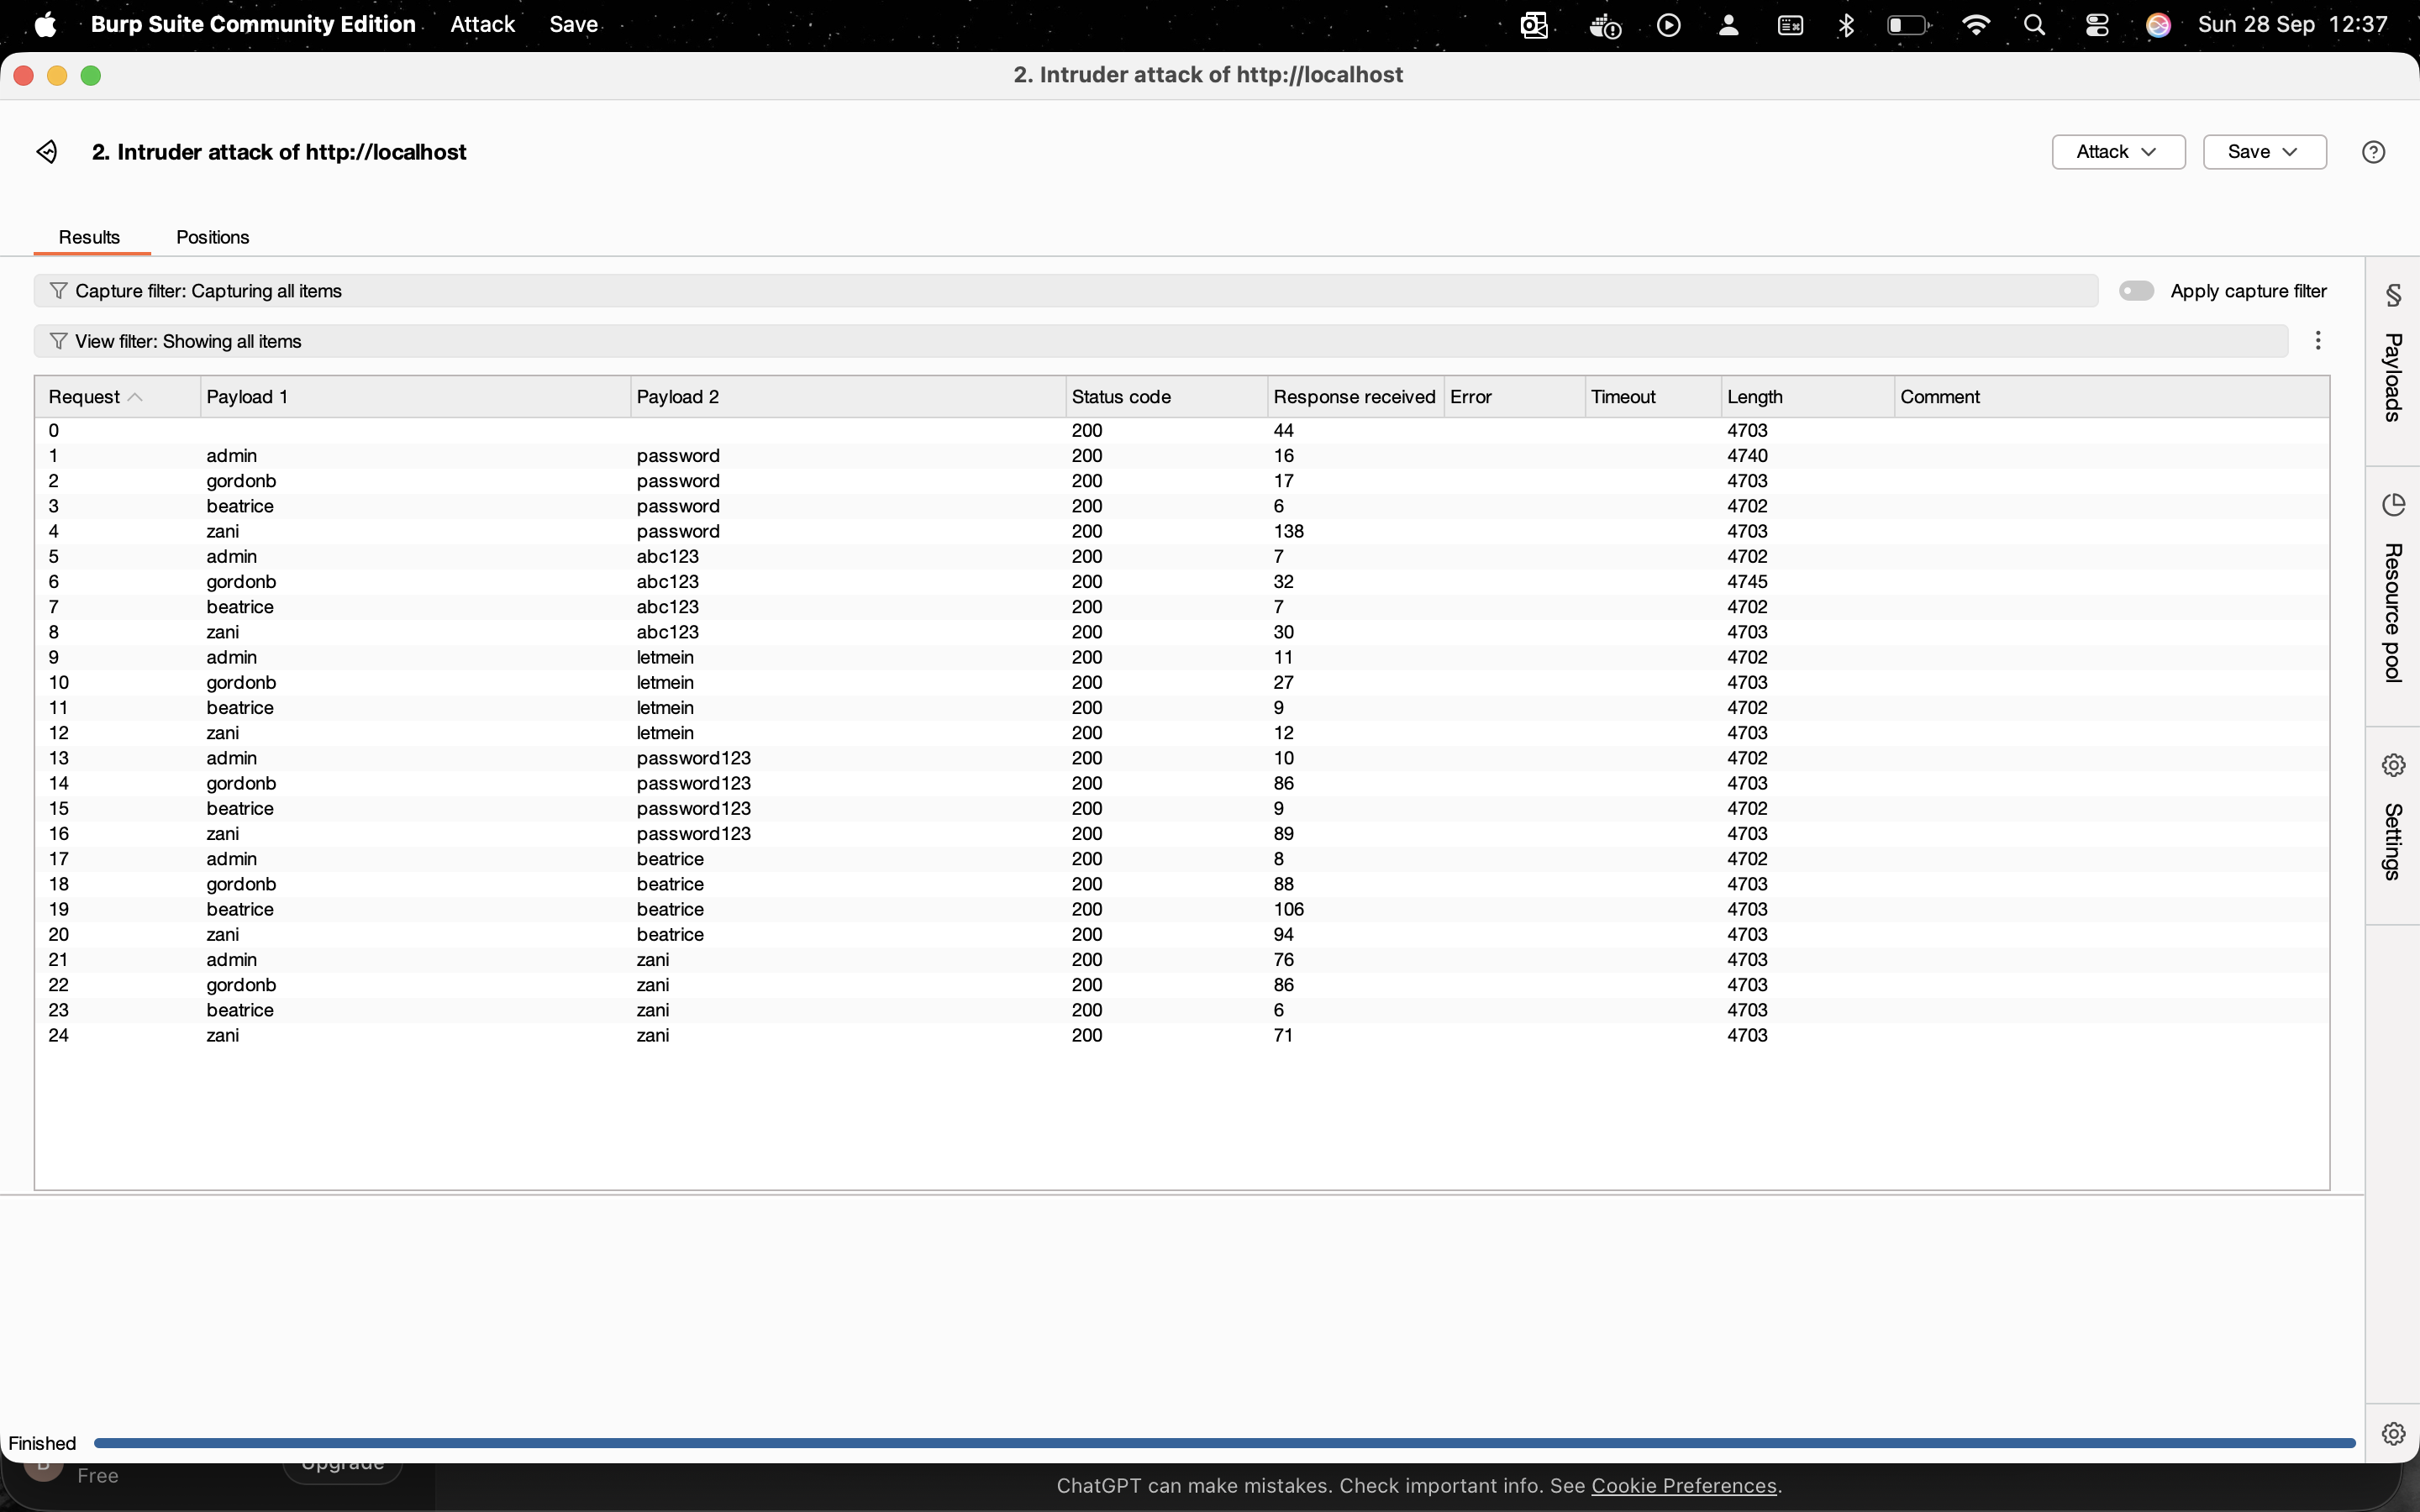 Burp Suite Community Edition Attack Save Sun 28 Sep 12:37
2. Intruder attack of http://localhost
2. Intruder attack of http://localhost Attack Save
Results Positions
Capture filter: Capturing all items Apply capture filter
View filter: Showing all items
Request Payload 1 Payload 2 Status code Response received Error Timeout Length Comment
0 200 44 4703
1 admin password 200 16 4740
2 gordonb password 200 17 4703
3 beatrice password 200 6 4702
4 zani password 200 138 4703
5 admin abc123 200 7 4702
6 gordonb abc123 200 32 4745
7 beatrice abc123 200 7 4702
8 zani abc123 200 30 4703
9 admin letmein 200 11 4702
10 gordonb letmein 200 27 4703
11 beatrice letmein 200 9 4702
12 zani letmein 200 12 4703
13 admin password123 200 10 4702
14 gordonb password123 200 86 4703
15 beatrice password123 200 9 4702
16 zani password123 200 89 4703
17 admin beatrice 200 8 4702
18 gordonb beatrice 200 88 4703
19 beatrice beatrice 200 106 4703
20 zani beatrice 200 94 4703
21 admin zani 200 76 4703
22 gordonb zani 200 86 4703
23 beatrice zani 200 6 4703
24 zani zani 200 71 4703
Payloads
Resource pool
Settings
Finished
Upgrade
Free
ChatGPT can make mistakes. Check important info. See Cookie Preferences.